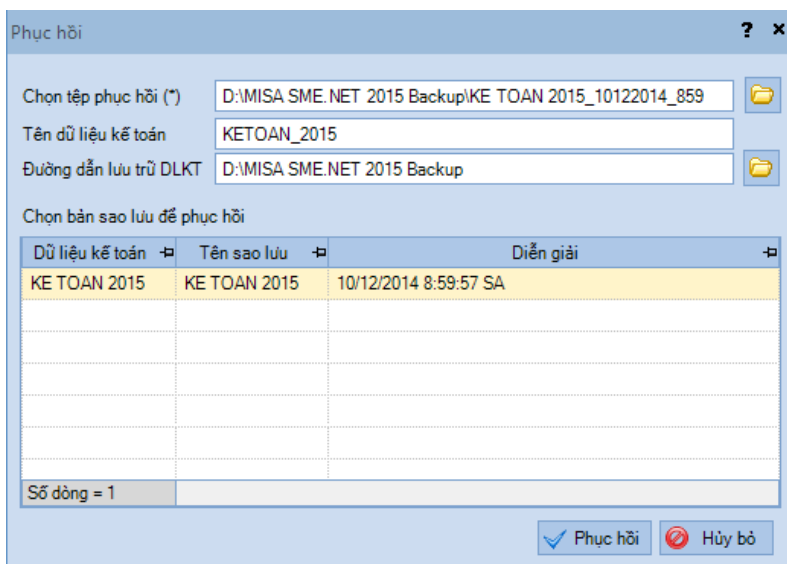 Phục hồi ? ×
Chọn tệp phục hồi (*) D:\MISA SME.NET 2015 Backup\KE TOAN 2015_10122014_859
Tên dữ liệu kế toán KETOAN_2015
Đường dẫn lưu trữ DLKT D:\MISA SME.NET 2015 Backup
Chọn bản sao lưu để phục hồi
Dữ liệu kế toán Tên sao lưu Diễn giải
KE TOAN 2015 KE TOAN 2015 10/12/2014 8:59:57 SA
Số dòng = 1
Phục hồi Hủy bỏ